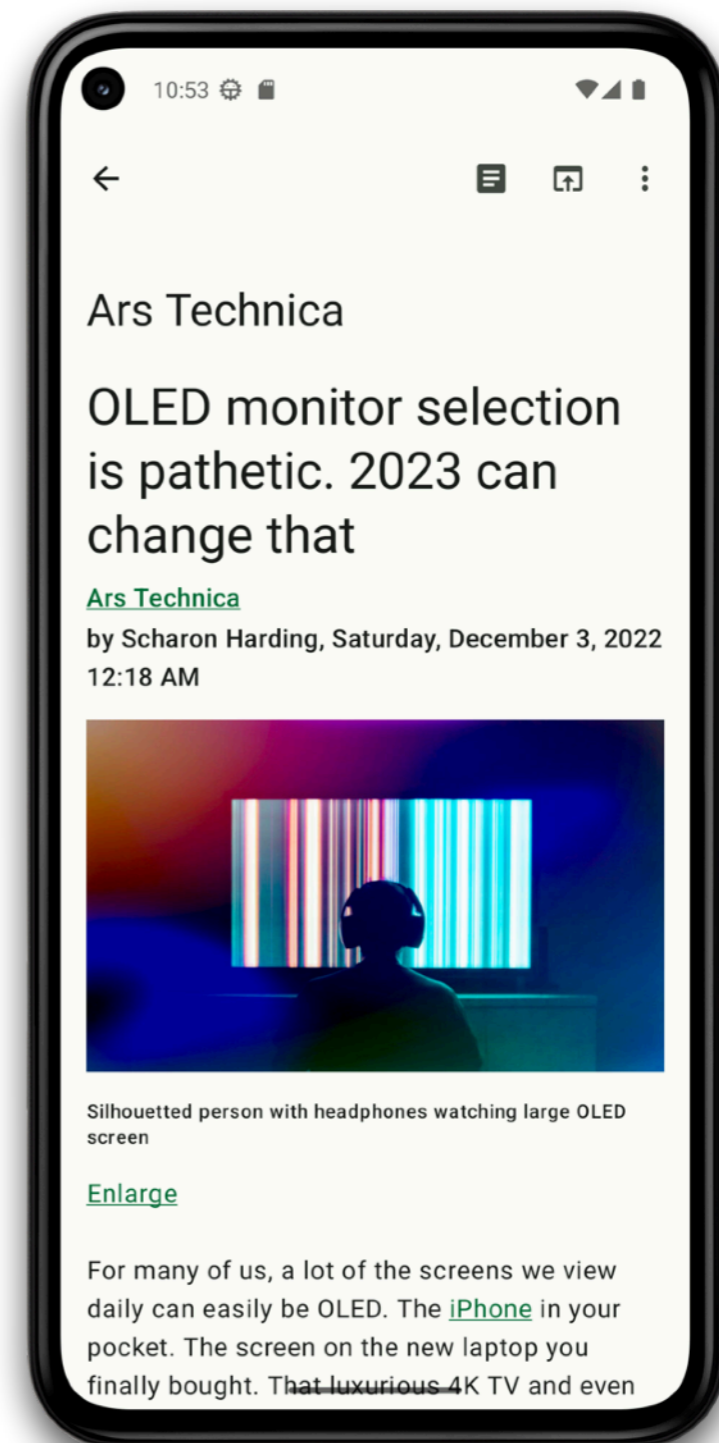 10:53
Ars Technica
OLED monitor selection
is pathetic. 2023 can
change that
Ars Technica
by Scharon Harding, Saturday, December 3, 2022
12:18 AM
Silhouetted person with headphones watching large OLED
screen
Enlarge
For many of us, a lot of the screens we view
daily can easily be OLED. The iPhone in your
pocket. The screen on the new laptop you
finally bought. That luxurious 4K TV and even